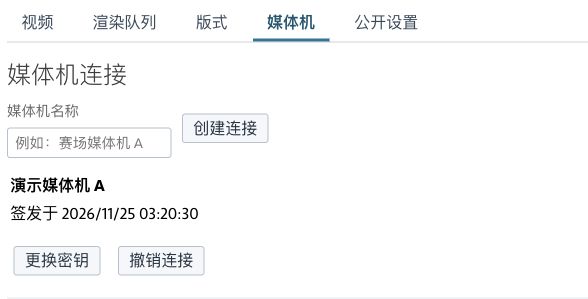 视频 渲染队列 版式 媒体机 公开设置
媒体机连接
媒体机名称
例如：赛场媒体机 A 创建连接
演示媒体机 A
签发于 2026/11/25 03:20:30
更换密钥 撤销连接